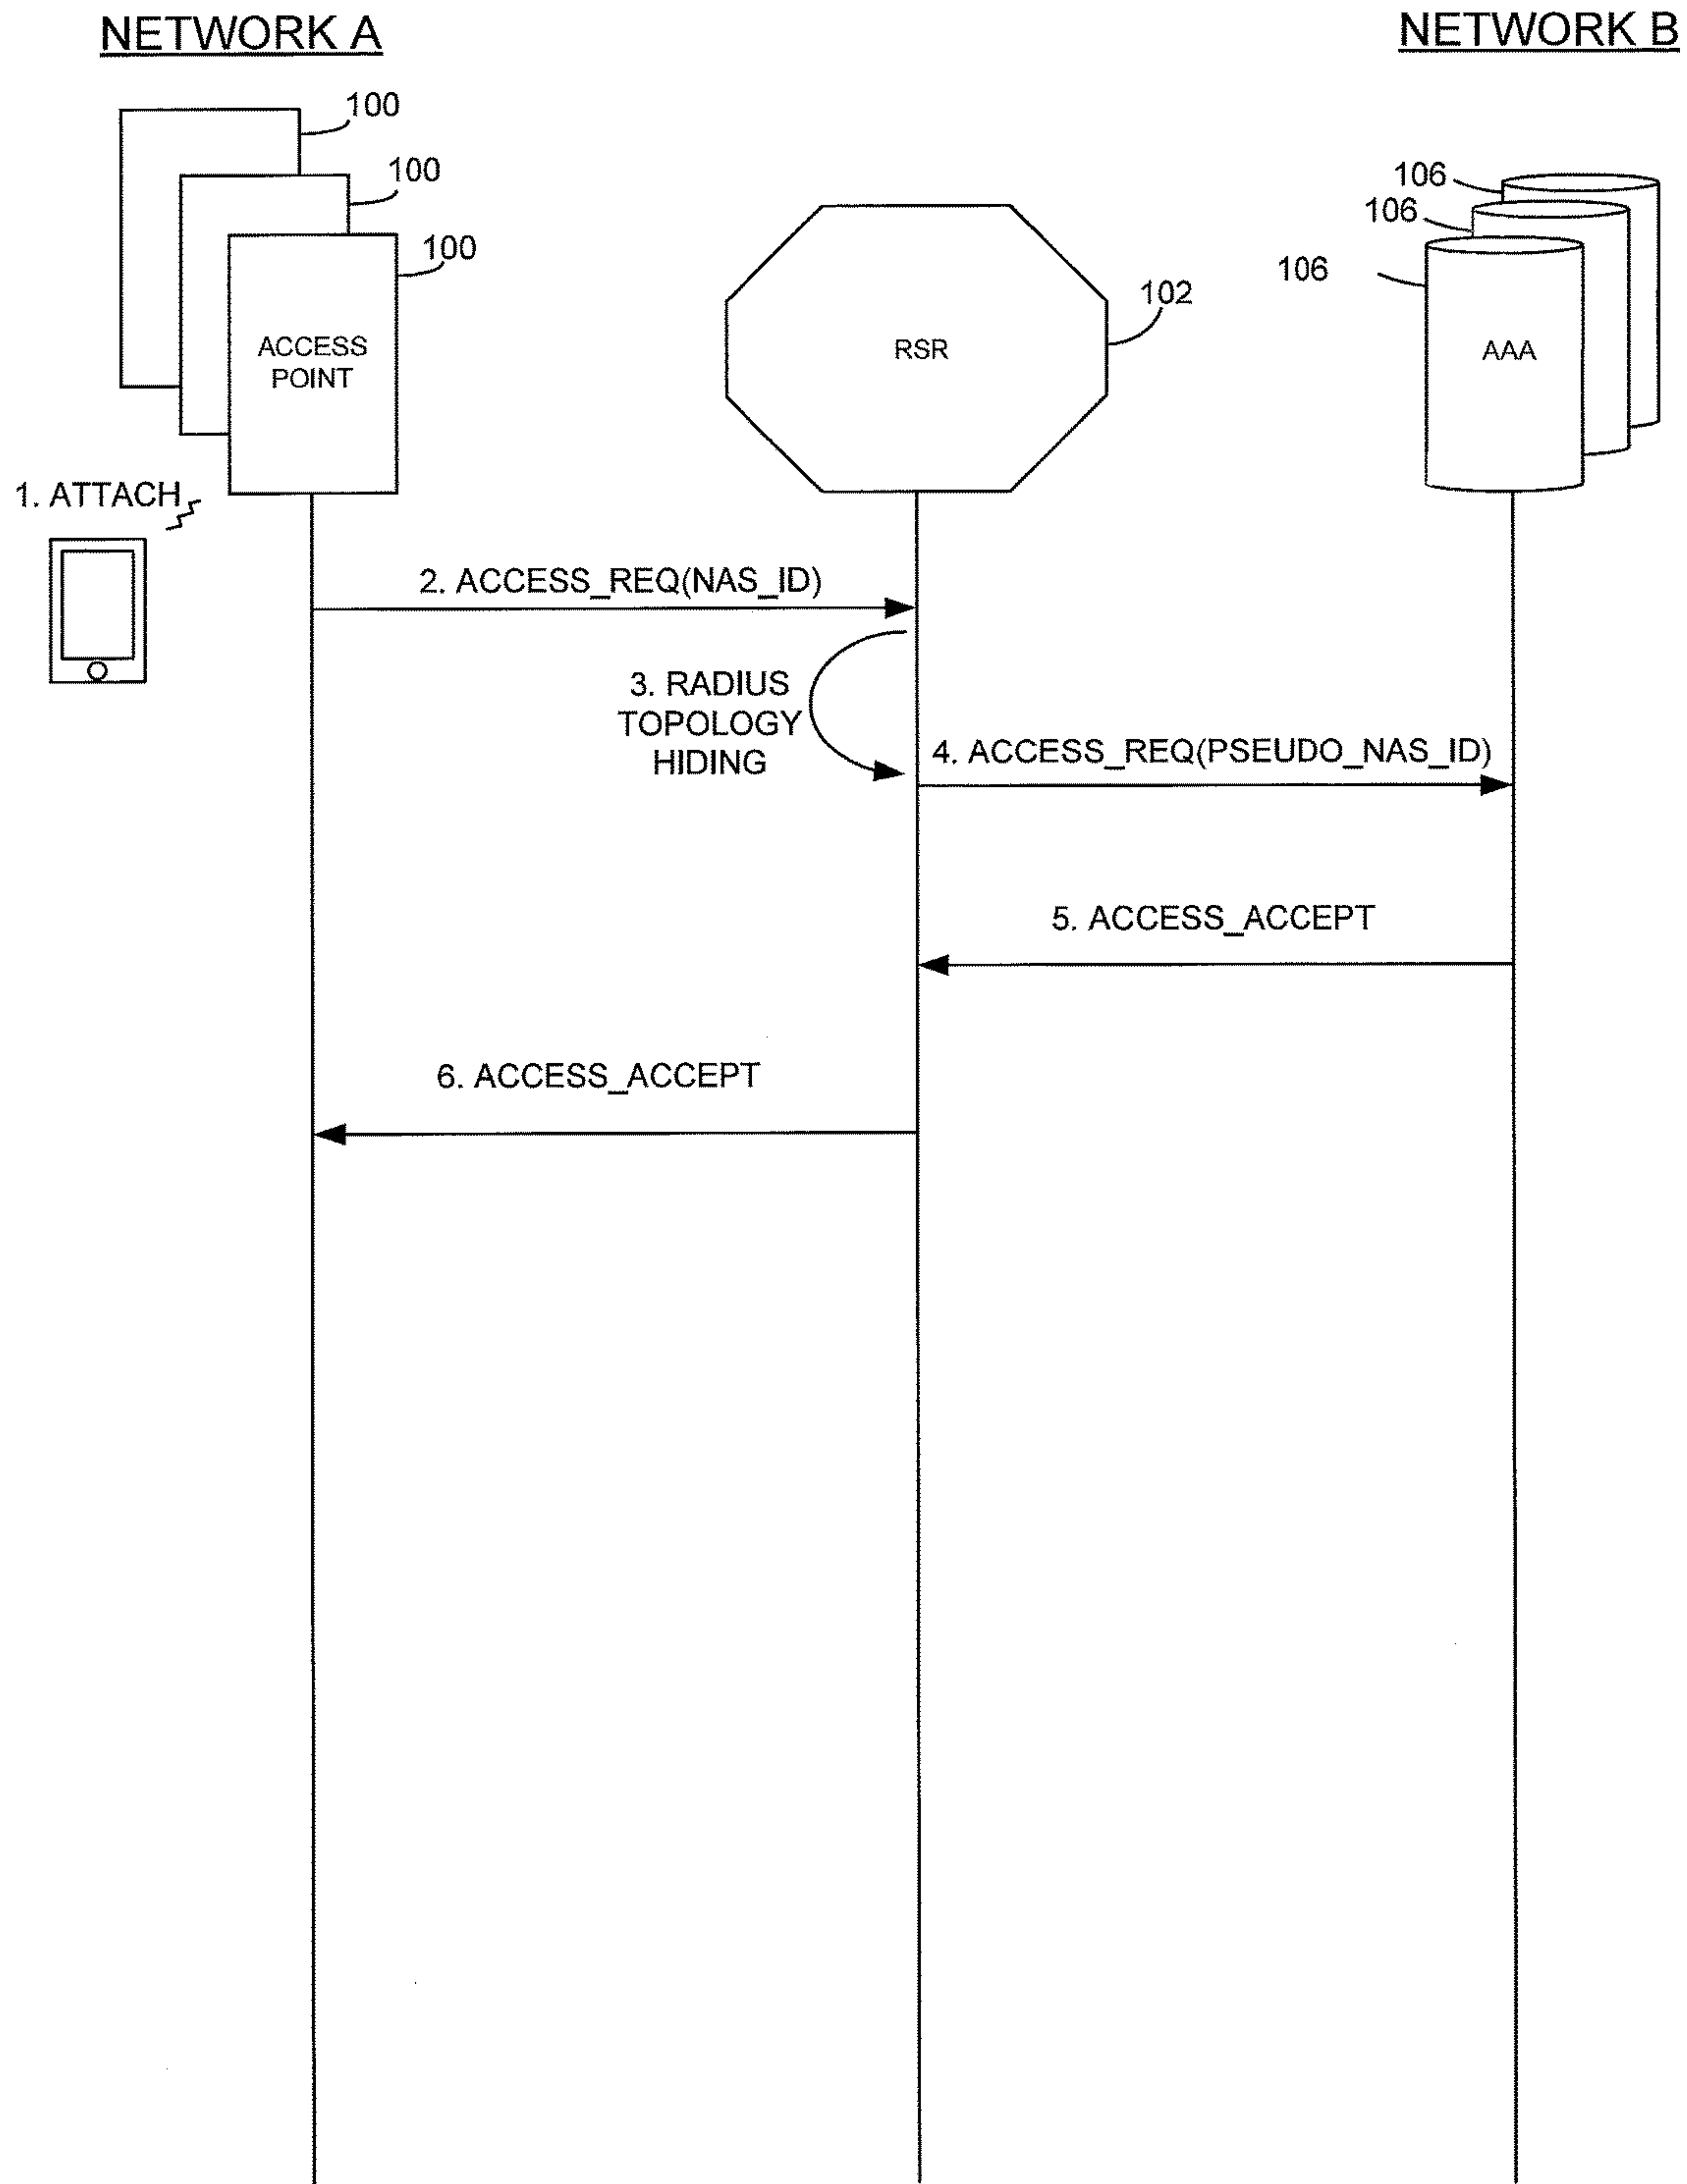 NETWORK A
NETWORK B
100
100
100
106
106
106
102
ACCESS
POINT
RSR
AAA
1. ATTACH
2. ACCESS_REQ(NAS_ID)
3. RADIUS
TOPOLOGY
HIDING
4. ACCESS_REQ(PSEUDO_NAS_ID)
5. ACCESS_ACCEPT
6. ACCESS_ACCEPT